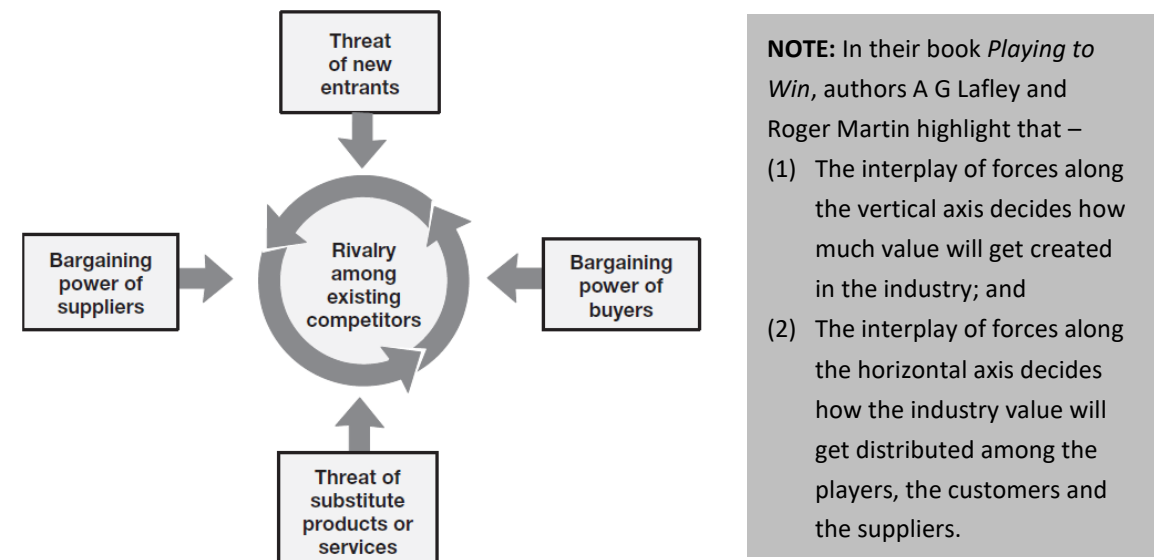 Threat
of new
entrants
Bargaining
power of
suppliers
Rivalry
among
existing
competitors
Bargaining
power of
buyers
Threat of
substitute
products or
services
NOTE: In their book Playing to
Win, authors A G Lafley and
Roger Martin highlight that –
(1) The interplay of forces along
the vertical axis decides how
much value will get created
in the industry; and
(2) The interplay of forces along
the horizontal axis decides
how the industry value will
get distributed among the
players, the customers and
the suppliers.